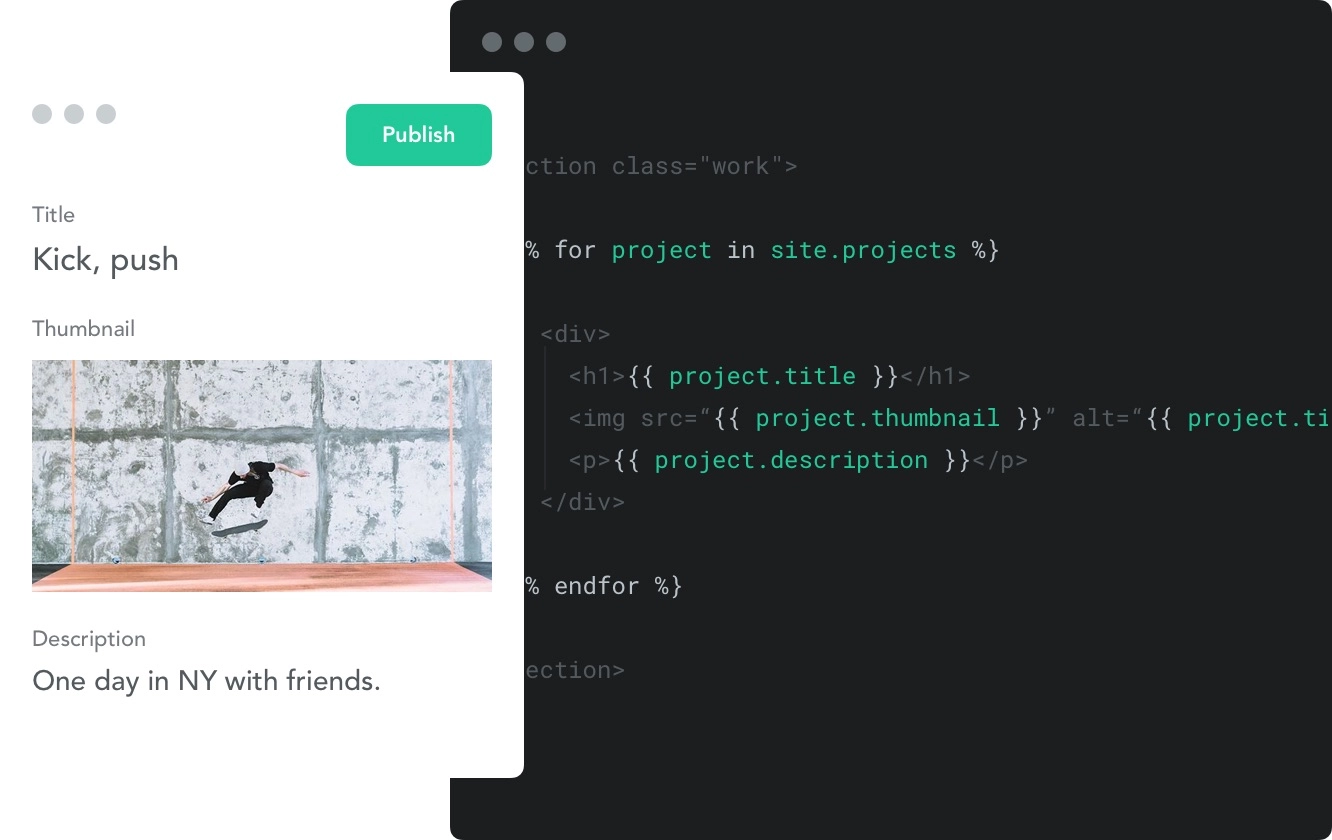 Publish
Title
Kick, push
Thumbnail
Description
One day in NY with friends.
ction class="work">
% for project in site.projects %}
<div>
<h1>{{ project.title }}</h1>
<img src=“{{ project.thumbnail }}” alt=“{{ project.ti
<p>{{ project.description }}</p>
</div>
% endfor %}
ection>